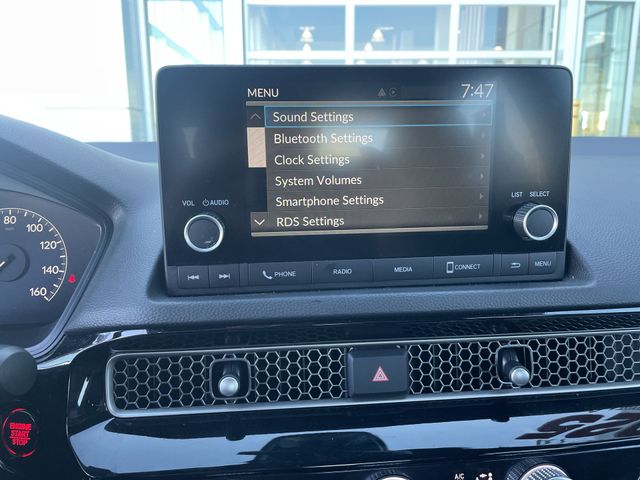 MENU
7:47
Sound Settings
Bluetooth Settings
Clock Settings
System Volumes
Smartphone Settings
RDS Settings
VOL AUDIO
LIST SELECT
PHONE RADIO MEDIA CONNECT MENU
80
100
120
140
160
ENGINE
START
STOP
A/C